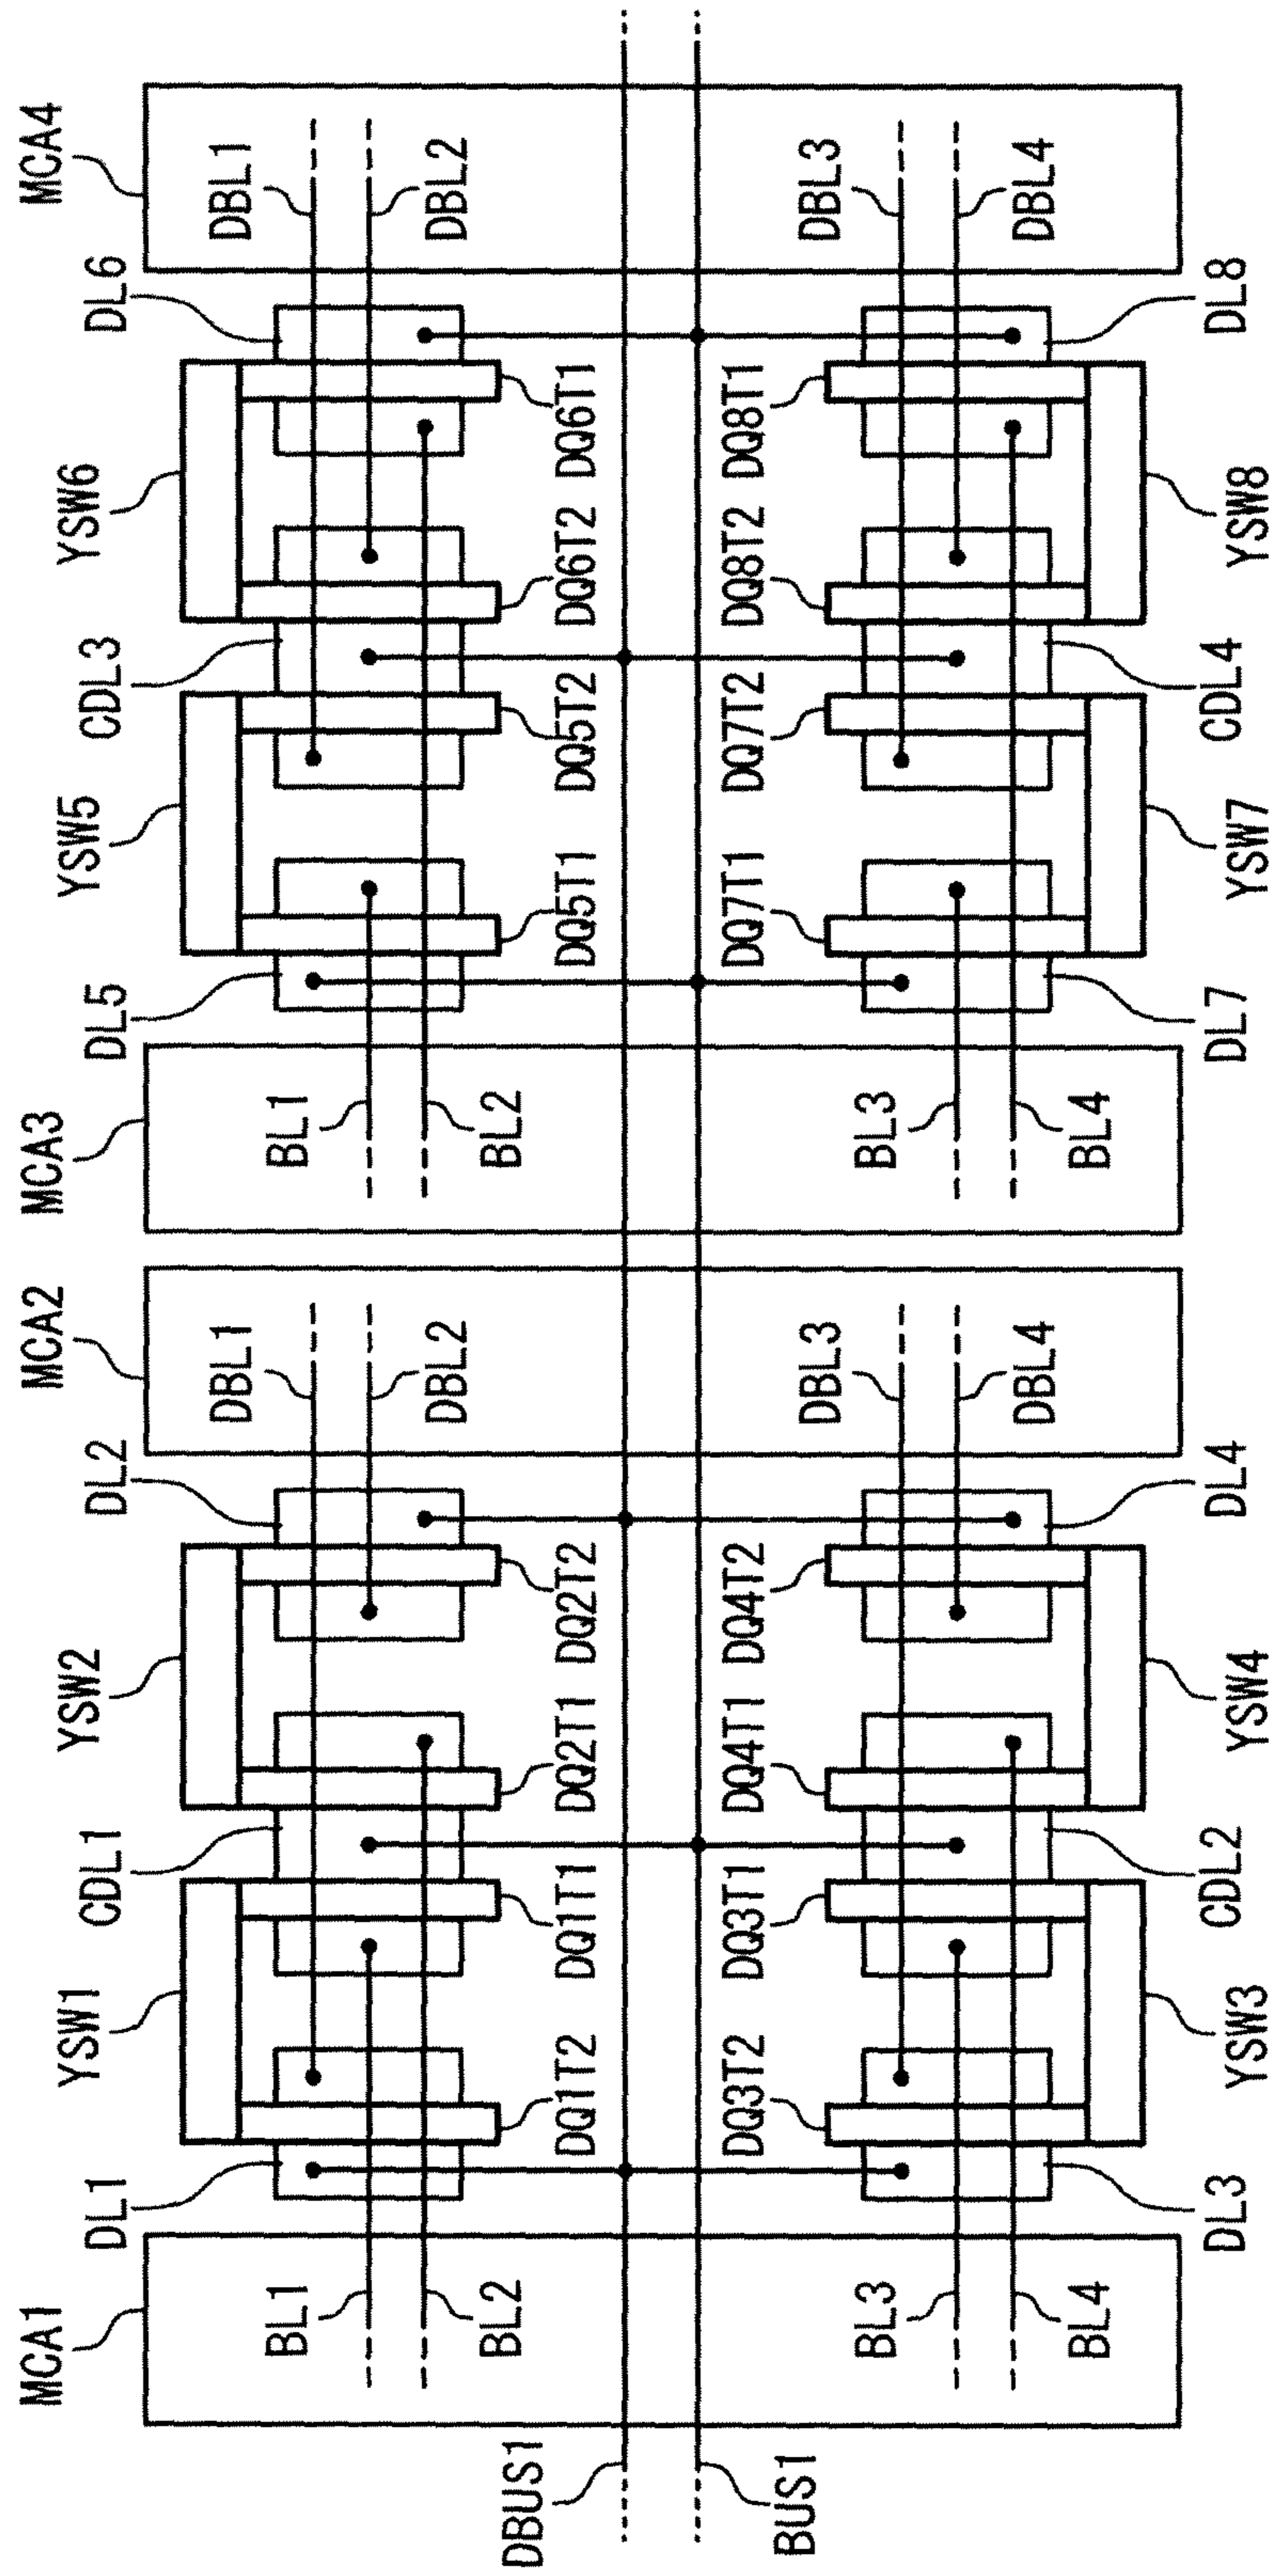 MCA1
MCA2
MCA3
MCA4
DL1
CDL1
DL2
DL5
CDL3
DL6
YSW1
YSW2
YSW5
YSW6
BL1
DBL1
BL1
DBL1
BL2
DBL2
BL2
DBL2
DQ1T2
DQ1T1
DQ2T1
DQ2T2
DQ5T1
DQ5T2
DQ6T2
DQ6T1
DBUS1
BUS1
DQ3T2
DQ3T1
DQ4T1
DQ4T2
DQ7T1
DQ7T2
DQ8T2
DQ8T1
BL3
DBL3
BL3
DBL3
BL4
DBL4
BL4
DBL4
DL3
CDL2
DL4
DL7
CDL4
DL8
YSW3
YSW4
YSW7
YSW8